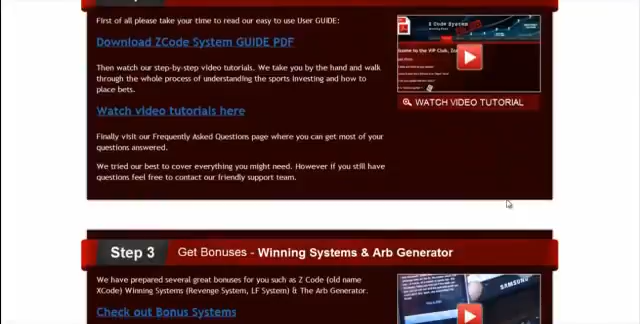 First of all please take your time to read our easy to use User GUIDE:
Download ZCode System GUIDE PDF
Then watch our step-by-step video tutorials. We take you by the hand and walk
through the whole process of understanding the sports investing and how to
place bets.
Watch video tutorials here
Finally visit our Frequently Asked Questions page where you can get most of your
questions answered.
We tried our best to cover everything you might need. However if you still have
questions feel free to contact our friendly support team.
Z Code System
WATCH VIDEO TUTORIAL
Step 3 Get Bonuses - Winning Systems & Arb Generator
We have prepared several great bonuses for you such as Z Code (old name
XCode) Winning Systems (Revenge System, LF System) & The Arb Generator.
Check out Bonus Systems
SAMSUNG